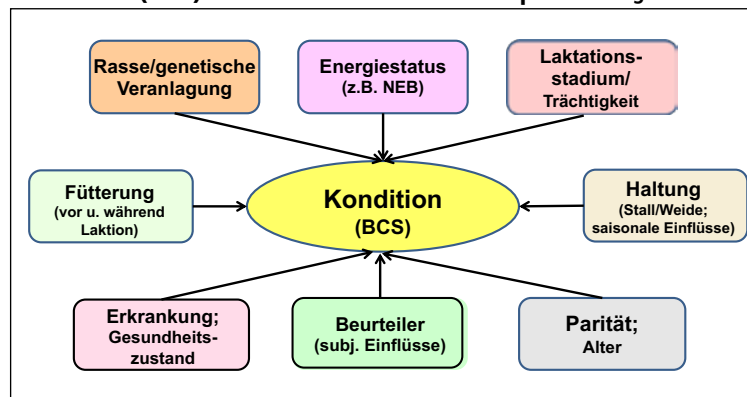 Rasse/genetische
Veranlagung
Energiestatus
(z.B. NEB)
Laktations-
stadium/
Trächtigkeit
Fütterung
(vor u. während
Laktion)
Kondition
(BCS)
Haltung
(Stall/Weide;
saisonale Einflüsse)
Erkrankung;
Gesundheits-
zustand
Beurteiler
(subj. Einflüsse)
Parität;
Alter